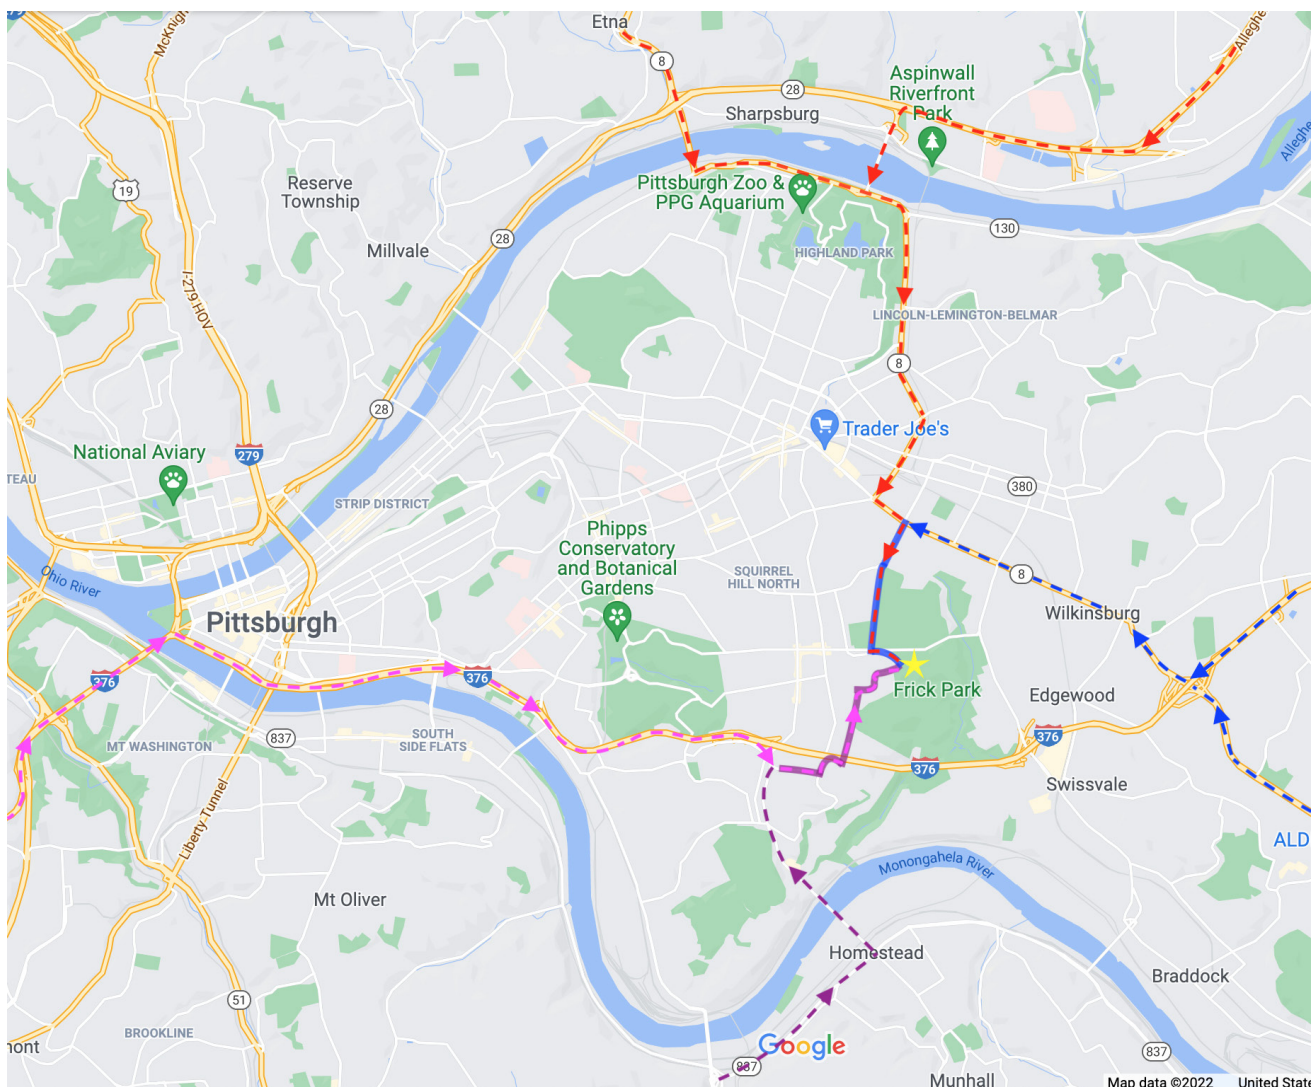 Etna
8
McKnigh
Allegheny
28
Aspinwall
Riverfront
Park
Sharpsburg
19
Reserve
Township
Pittsburgh Zoo &
PPG Aquarium
Millvale
28
HIGHLAND PARK
130
I-279 HOV
LINCOLN-LEMINGTON-BELMAR
8
28
Trader Joe's
National Aviary
279
TEAU
STRIP DISTRICT
380
Phipps
Conservatory
and Botanical
Gardens
SQUIRREL
HILL NORTH
Ohio River
8
Wilkinsburg
Pittsburgh
376
376
Frick Park
Edgewood
837
MT WASHINGTON
SOUTH
SIDE FLATS
376
376
Swissvale
Liberty Tunnel
ALD
Monongahela River
Mt Oliver
Homestead
Braddock
51
BROOKLINE
mont
Google
837
837
Munhall
Map data ©2022
United State